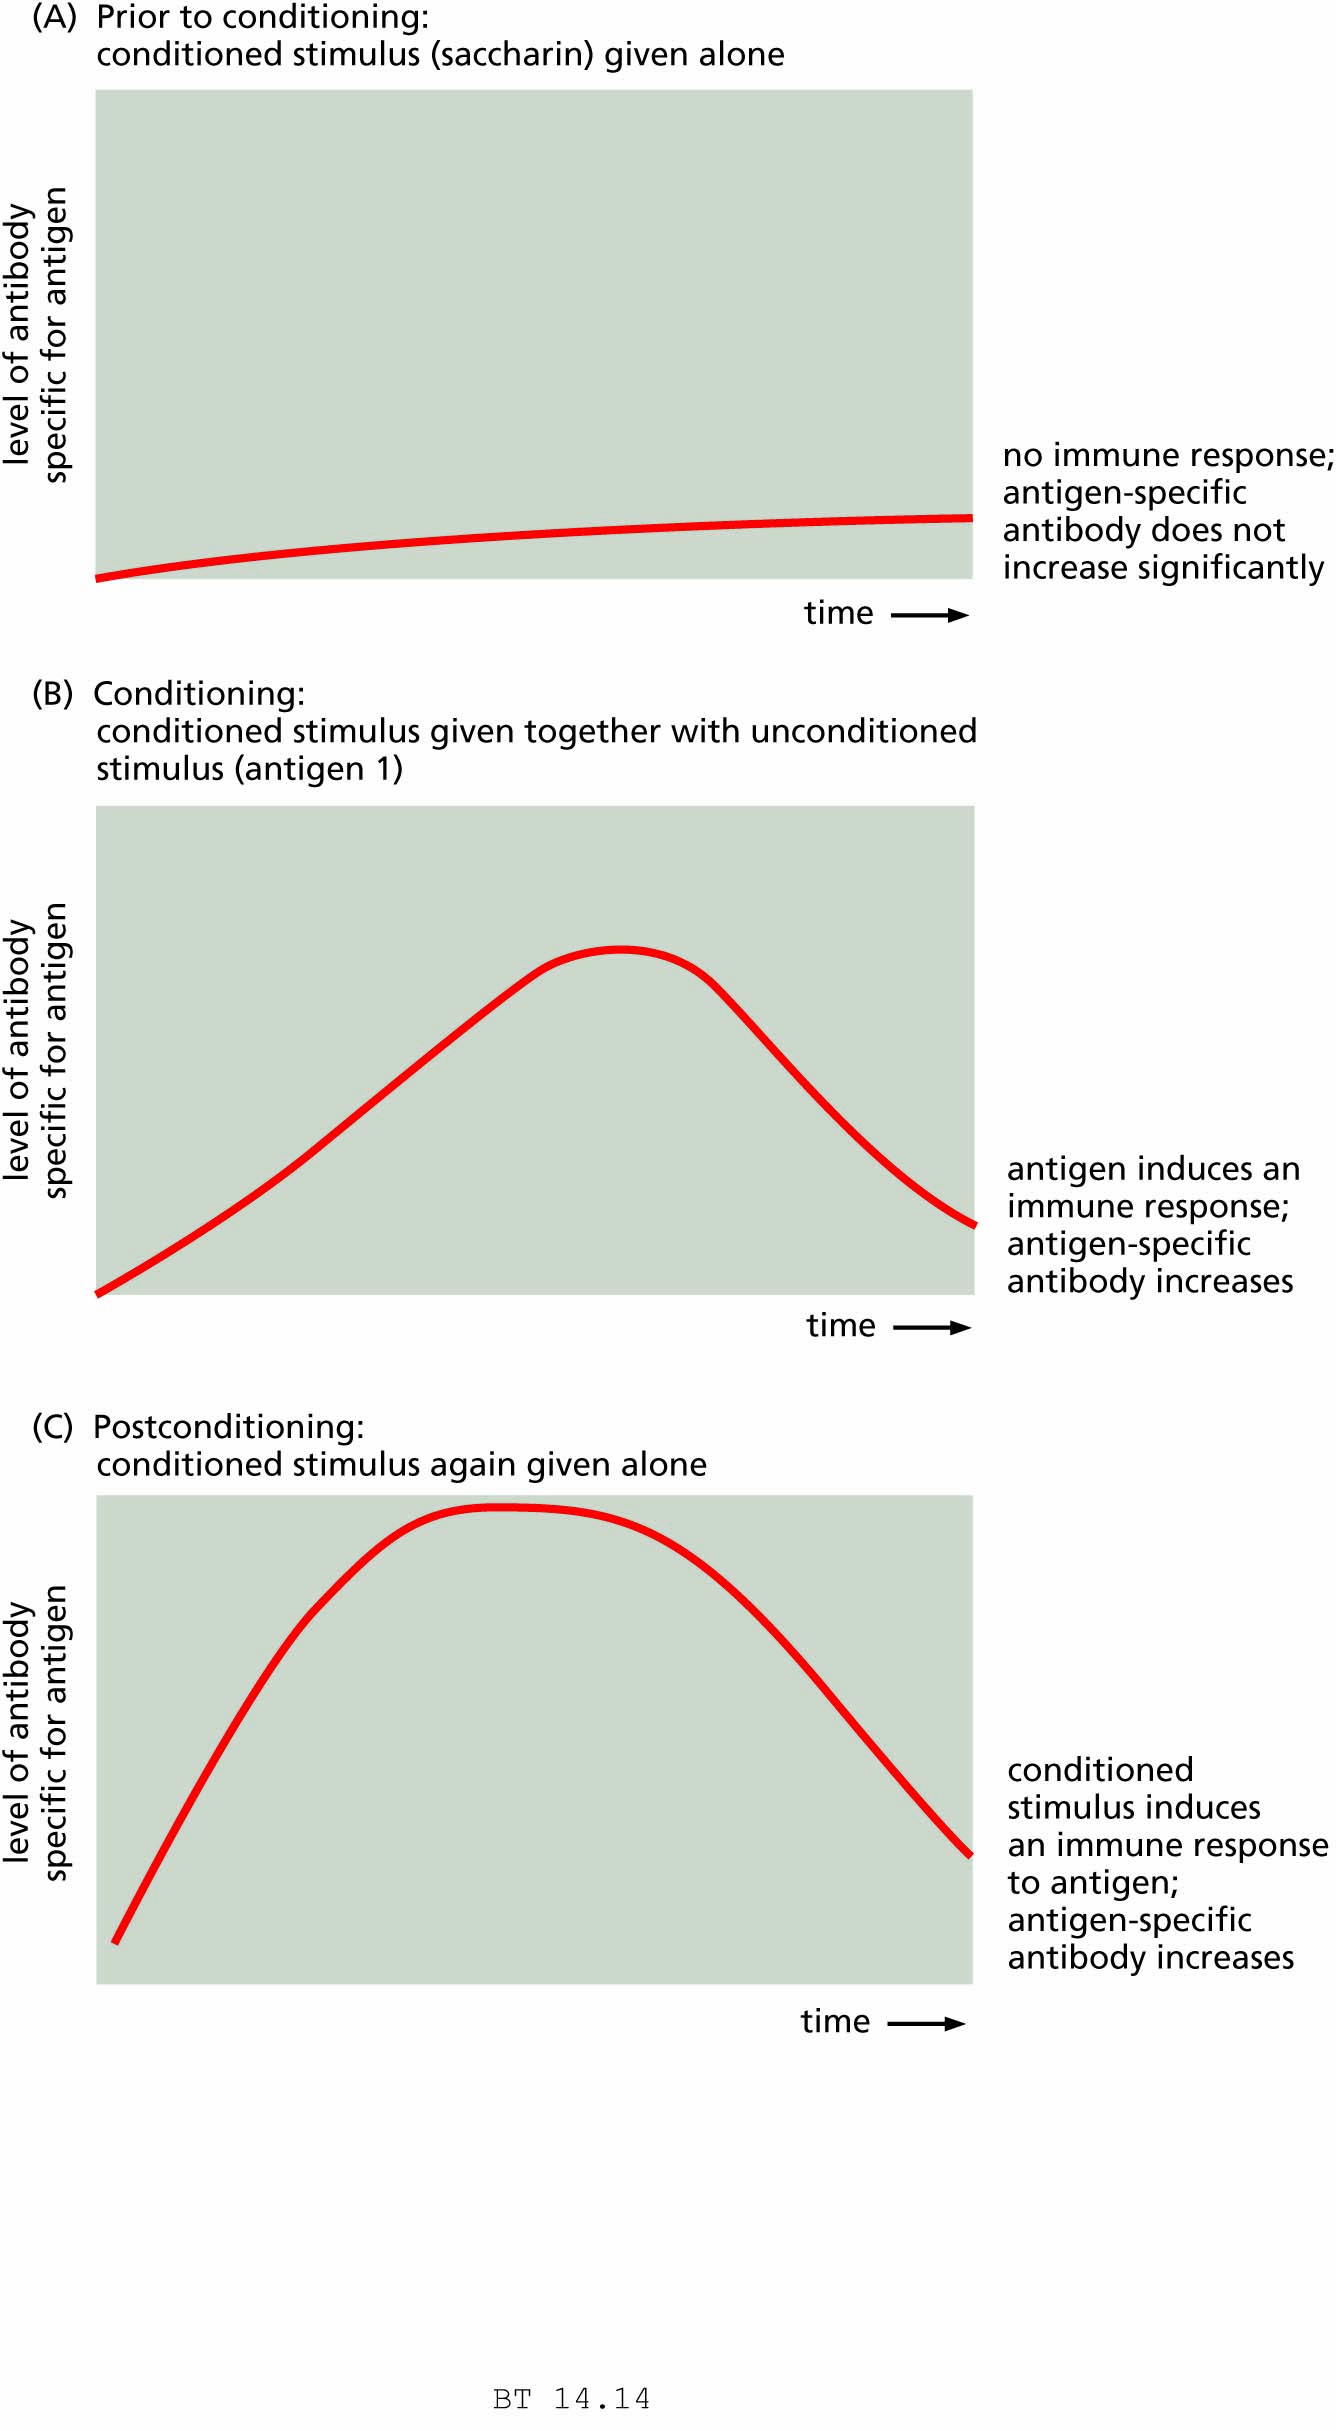 (A) Prior to conditioning:
conditioned stimulus (saccharin) given alone
level of antibody
specific for antigen
no immune response;
antigen-specific
antibody does not
increase significantly
time
(B) Conditioning:
conditioned stimulus given together with unconditioned
stimulus (antigen 1)
level of antibody
specific for antigen
antigen induces an
immune response;
antigen-specific
antibody increases
time
(C) Postconditioning:
conditioned stimulus again given alone
level of antibody
specific for antigen
conditioned
stimulus induces
an immune response
to antigen;
antigen-specific
antibody increases
time
BT 14.14